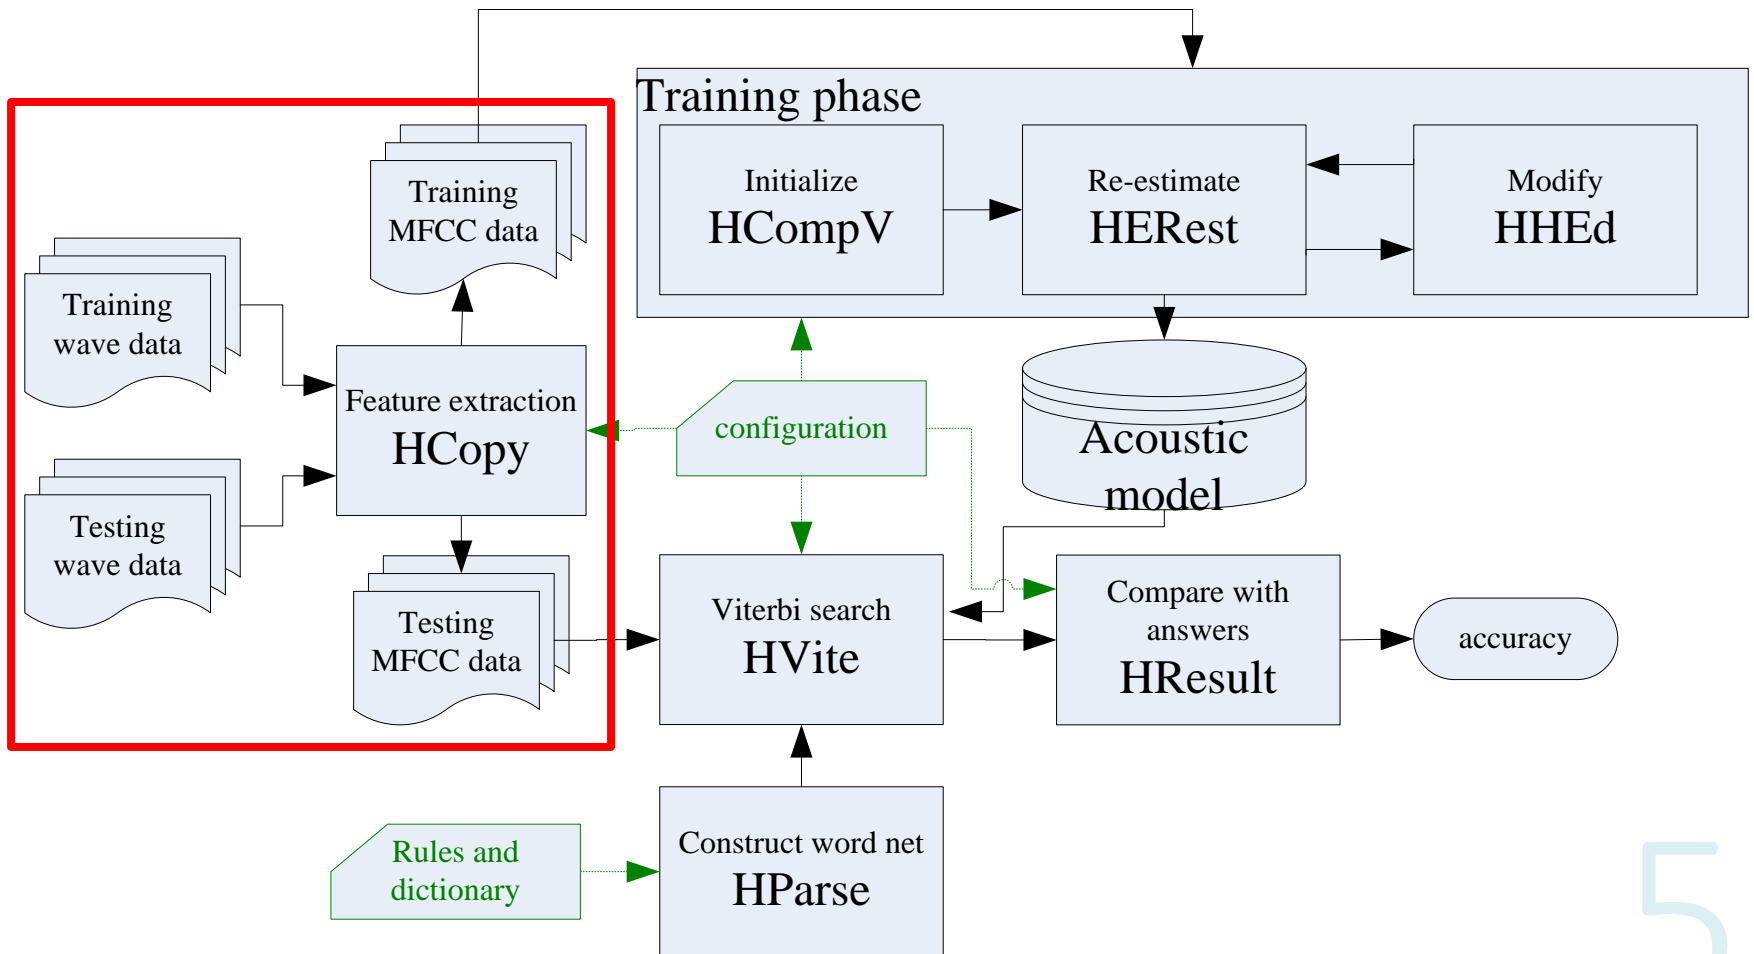 Training phase
Training
MFCC data
Initialize
HCompV
Re-estimate
HERest
Modify
HHEd
Training
wave data
Feature extraction
HCopy
configuration
Acoustic
model
Testing
wave data
Testing
MFCC data
Viterbi search
HVite
Compare with
answers
HResult
accuracy
Rules and
dictionary
Construct word net
HParse
5